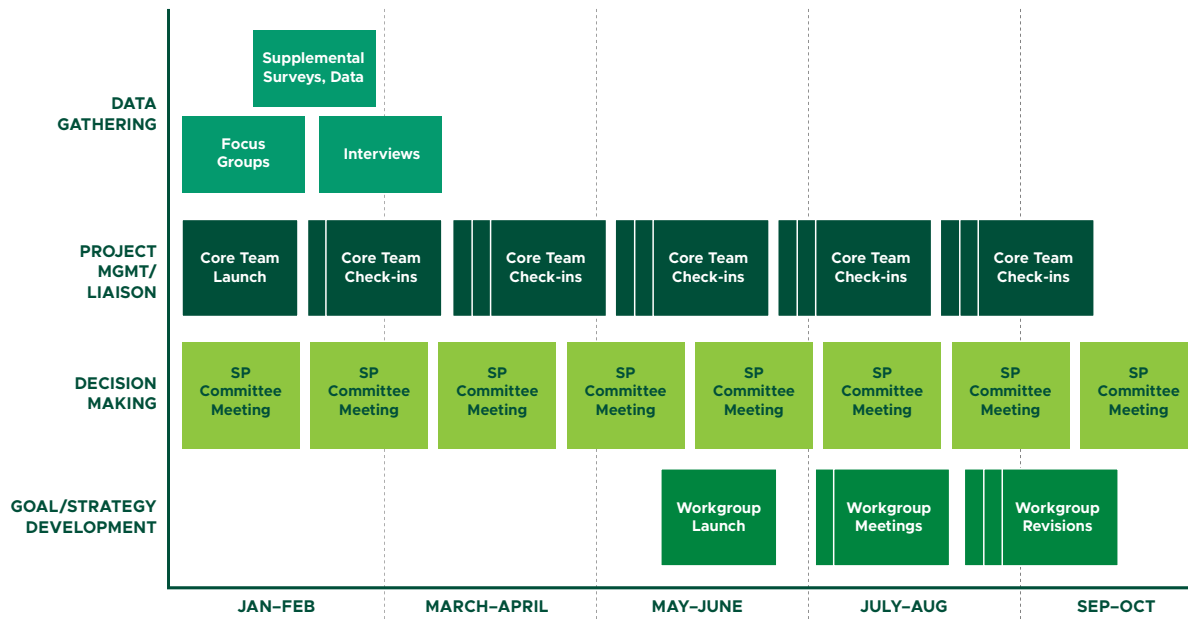 DATA
GATHERING
Supplemental
Surveys, Data
Focus
Groups
Interviews
PROJECT
MGMT/
LIAISON
Core Team
Launch
Core Team
Check-ins
Core Team
Check-ins
Core Team
Check-ins
Core Team
Check-ins
Core Team
Check-ins
DECISION
MAKING
SP
Committee
Meeting
SP
Committee
Meeting
SP
Committee
Meeting
SP
Committee
Meeting
SP
Committee
Meeting
SP
Committee
Meeting
SP
Committee
Meeting
SP
Committee
Meeting
GOAL/STRATEGY
DEVELOPMENT
Workgroup
Launch
Workgroup
Meetings
Workgroup
Revisions
JAN–FEB
MARCH–APRIL
MAY–JUNE
JULY–AUG
SEP–OCT